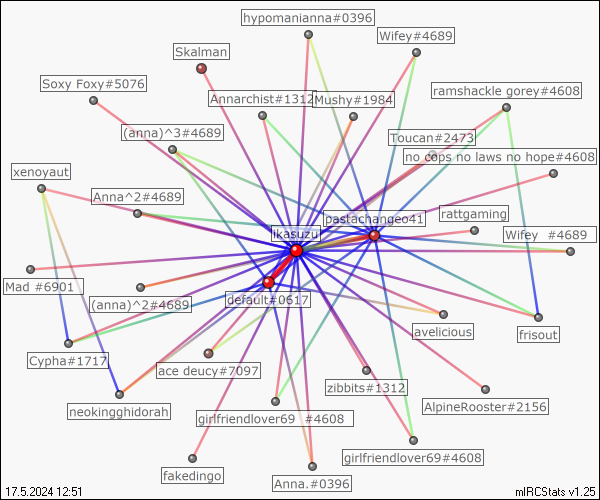 hypomanianna#0396
Wifey#4689
Skalman
Soxy Foxy#5076
ramshackle gorey#4608
Annarchist#1312
Mushy#1984
(anna)^3#4689
Toucan#2473
no cops no laws no hope#4608
xenoyaut
Anna^2#4689
pastachangeo41
rattgaming
ikasuzu
Wifey_#4689
Mad #6901
(anna)^2#4689
default#0617
avelicious
frisout
Cypha#1717
ace deucy#7097
zibbits#1312
AlpineRooster#2156
neokingghidorah
girlfriendlover69_#4608
girlfriendlover69#4608
fakedingo
Anna.#0396
17.5.2024 12:51
mIRCStats v1.25